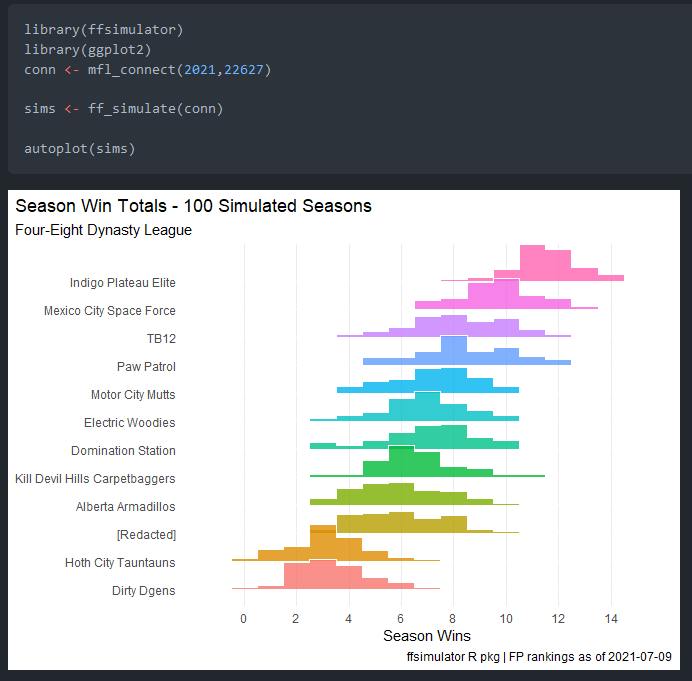 library(ffsimulator)
library(ggplot2)
conn <- mfl_connect(2021,22627)
sims <- ff_simulate(conn)
autoplot(sims)
Season Win Totals - 100 Simulated Seasons
Four-Eight Dynasty League
Indigo Plateau Elite
Mexico City Space Force
TB12
Paw Patrol
Motor City Mutts
Electric Woodies
Domination Station
Kill Devil Hills Carpetbaggers
Alberta Armadillos
[Redacted]
Hoth City Tauntauns
Dirty Dgens
0 2 4 6 8 10 12 14
Season Wins
ffsimulator R pkg | FP rankings as of 2021-07-09